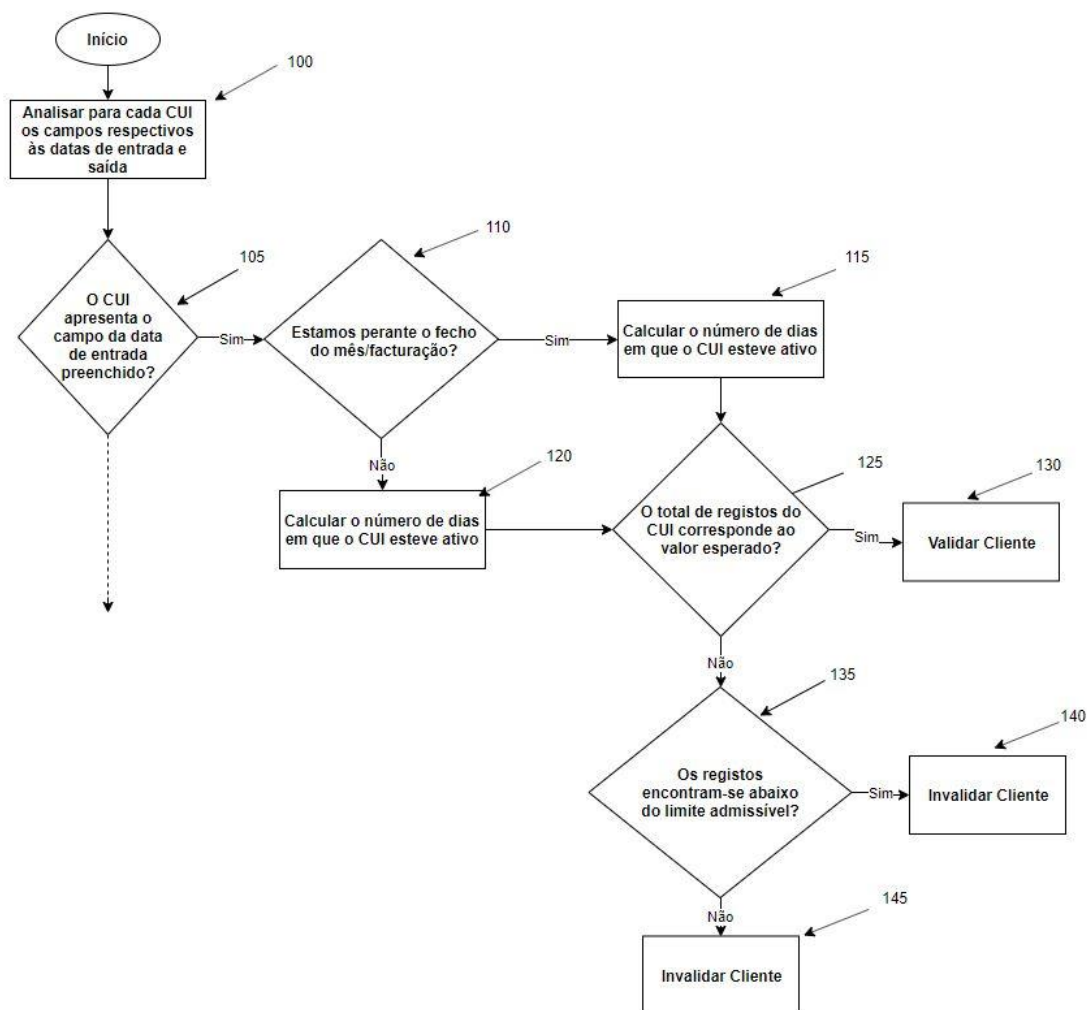 Início
100
Analisar para cada CUI
os campos respectivos
às datas de entrada e
saída
105
O CUI
apresenta o
campo da data
de entrada
preenchido?
Sim
110
Estamos perante o fecho
do mês/facturação?
Sim
115
Calcular o número de dias
em que o CUI esteve ativo
Não
120
Calcular o número de dias
em que o CUI esteve ativo
125
O total de registos do
CUI corresponde ao
valor esperado?
Sim
130
Validar Cliente
Não
135
Os registos
encontram-se abaixo
do limite admissível?
Sim
140
Invalidar Cliente
Não
145
Invalidar Cliente